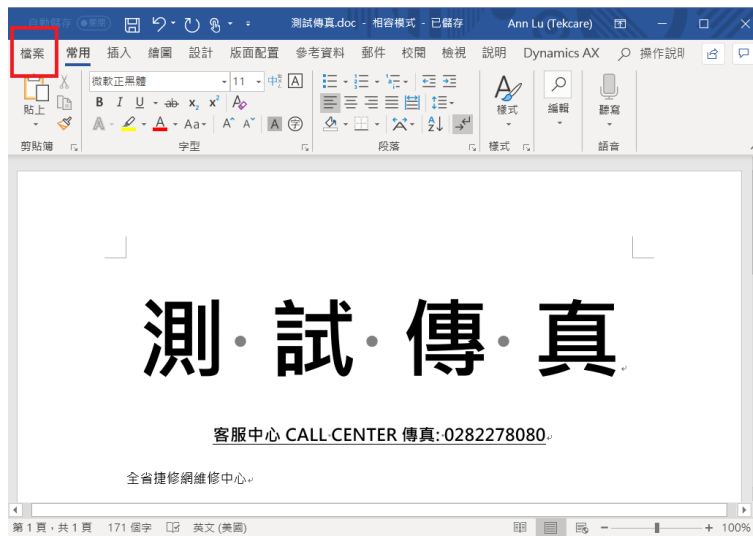 自動儲存 測試傳真.doc - 相容模式 - 已儲存 Ann Lu (Tekcare)
檔案 常用 插入 繪圖 設計 版面配置 參考資料 郵件 校閱 檢視 說明 Dynamics AX 操作說明
微軟正黑體 11
貼上 樣式 編輯 聽寫
剪貼簿 字型 段落 樣式 語音
測·試·傳·真
客服中心 CALL·CENTER 傳真:·0282278080
全省捷修網維修中心
第 1 頁，共 1 頁 171 個字 英文 (美國) 100%